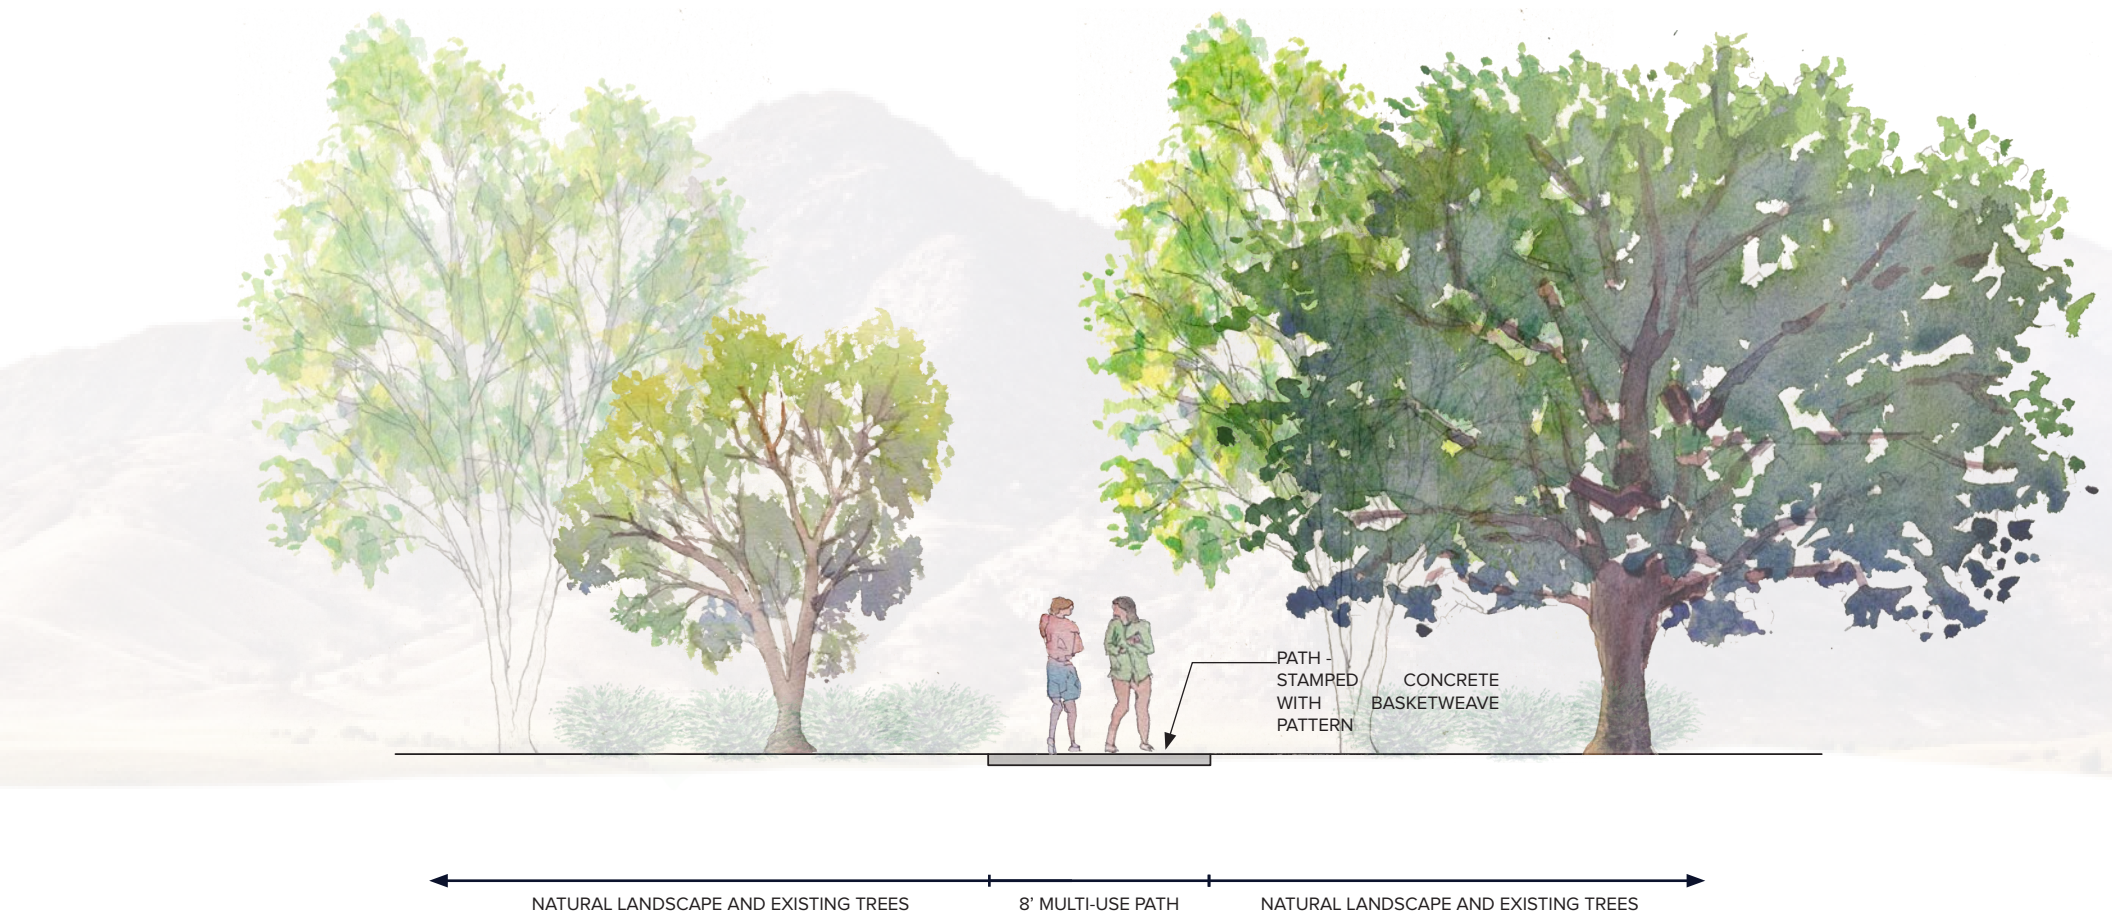 PATH -
STAMPED CONCRETE
WITH BASKETWEAVE
PATTERN
NATURAL LANDSCAPE AND EXISTING TREES
8’ MULTI-USE PATH
NATURAL LANDSCAPE AND EXISTING TREES